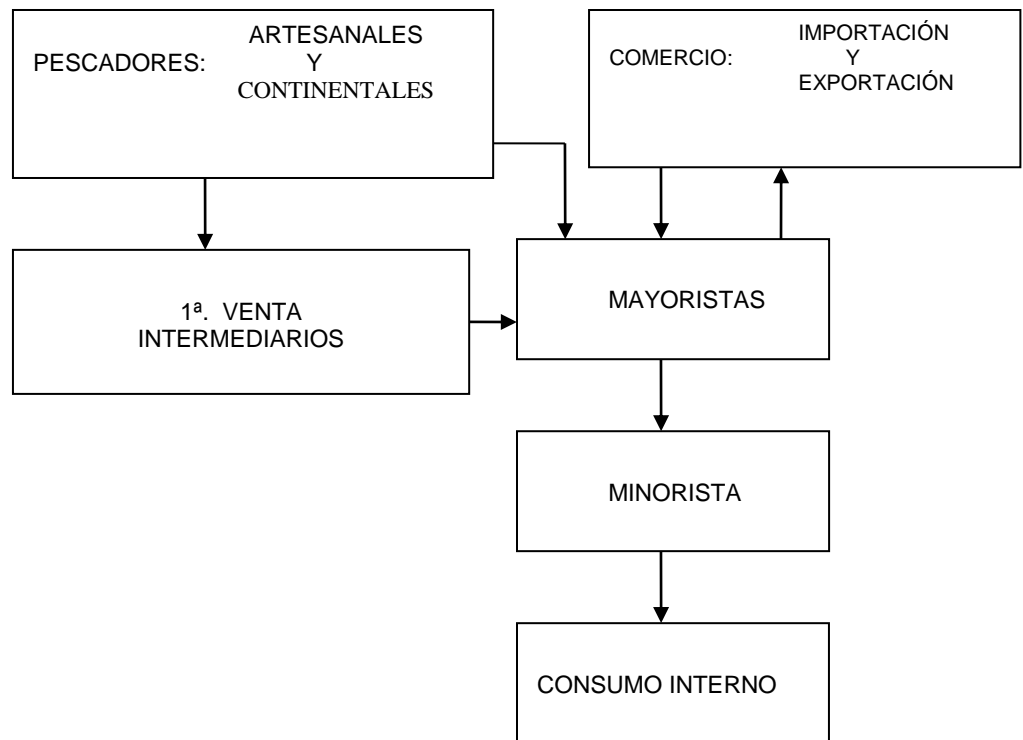 ARTESANALES
PESCADORES: Y
CONTINENTALES
IMPORTACIÓN
COMERCIO: Y
EXPORTACIÓN
1ª. VENTA
INTERMEDIARIOS
MAYORISTAS
MINORISTA
CONSUMO INTERNO